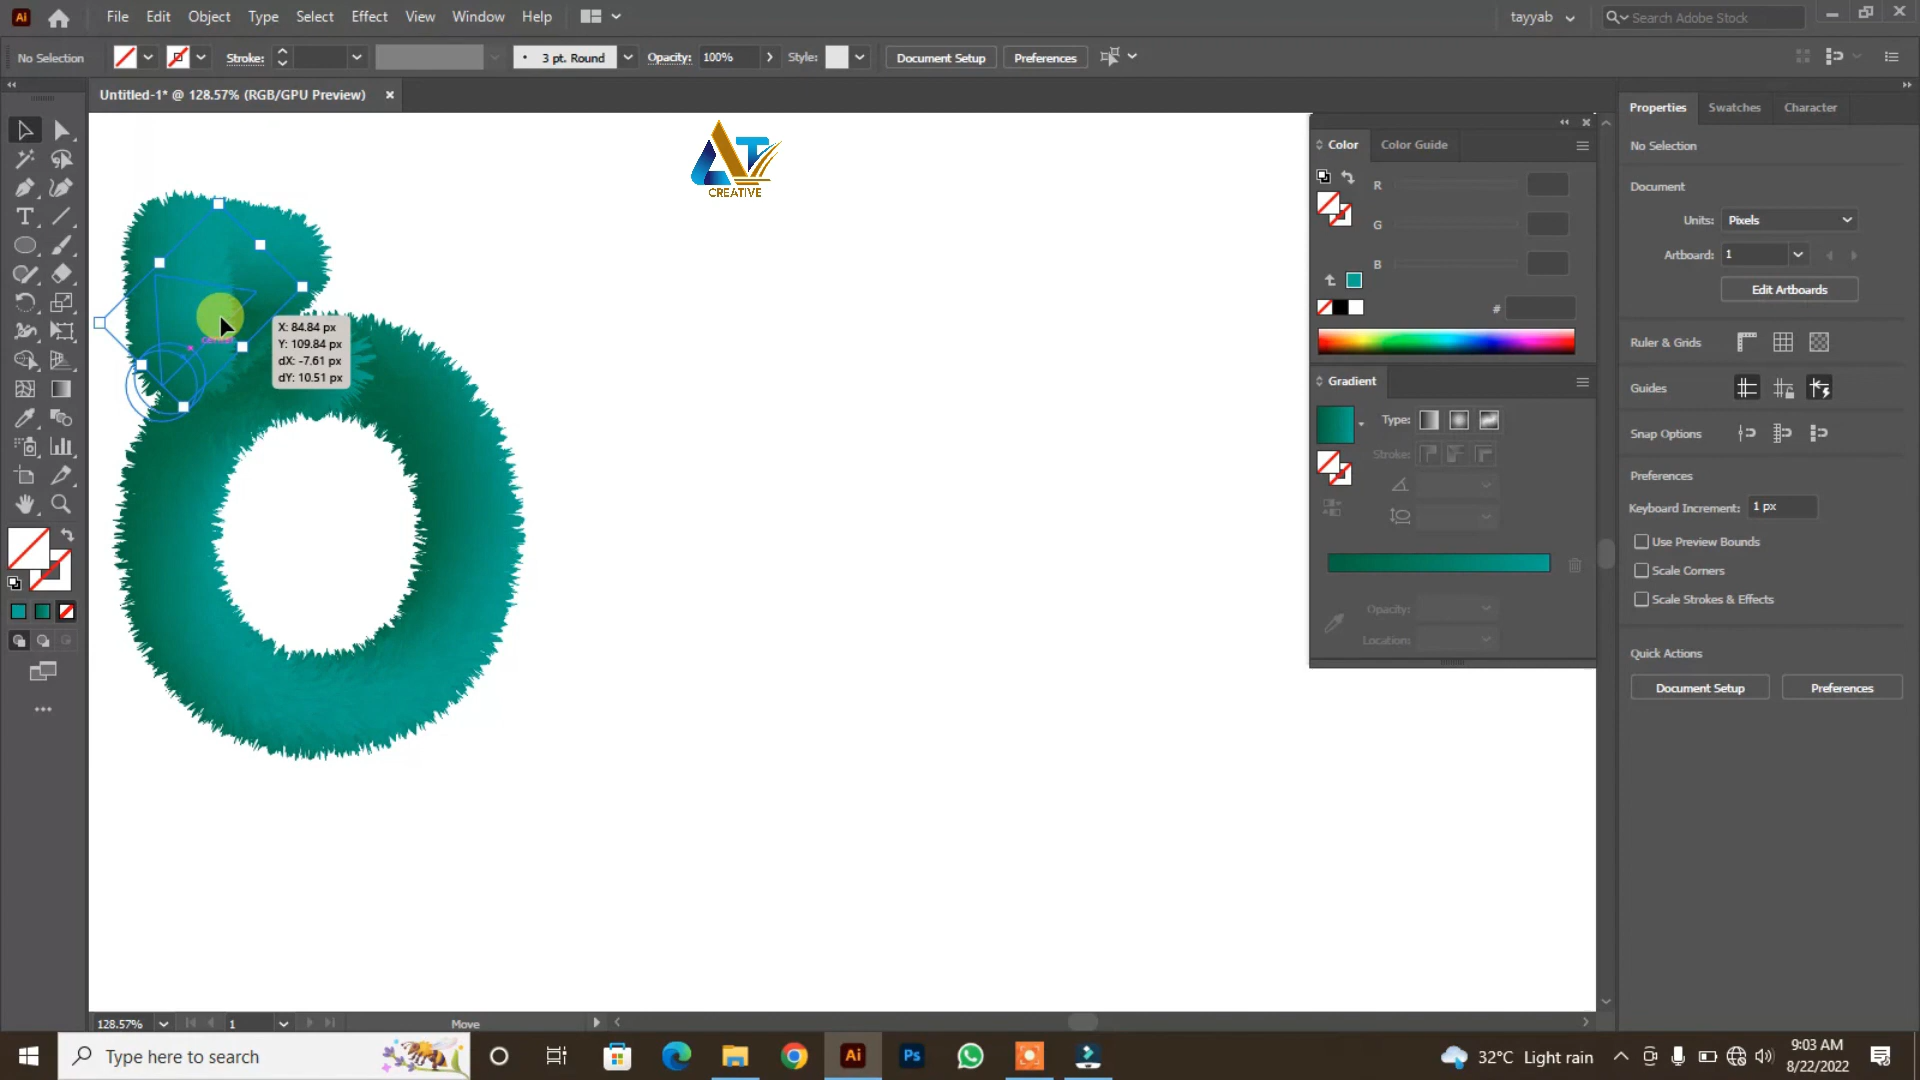 Ai File Edit Object Type Select Effect View Window Help tayyab Search Adobe Stock
No Selection Stroke: 3 pt. Round Opacity: 100% Style: Document Setup Preferences
Untitled-1* @ 128.57% (RGB/GPU Preview)
Properties Swatches Character
No Selection
Document
Units: Pixels
Artboard: 1
Edit Artboards
Ruler & Grids
Guides
Snap Options
Preferences
Keyboard Increment: 1 px
Use Preview Bounds
Scale Corners
Scale Strokes & Effects
Quick Actions
Document Setup Preferences
Color Color Guide
R
G
B
#
Gradient
Type:
Stroke:
Opacity:
Location:
AT
CREATIVE
X: 84.84 px
Y: 109.84 px
dX: -7.61 px
dY: 10.51 px
128.57% 1 Move
Type here to search
Ai Ps
32°C Light rain
9:03 AM
8/22/2022